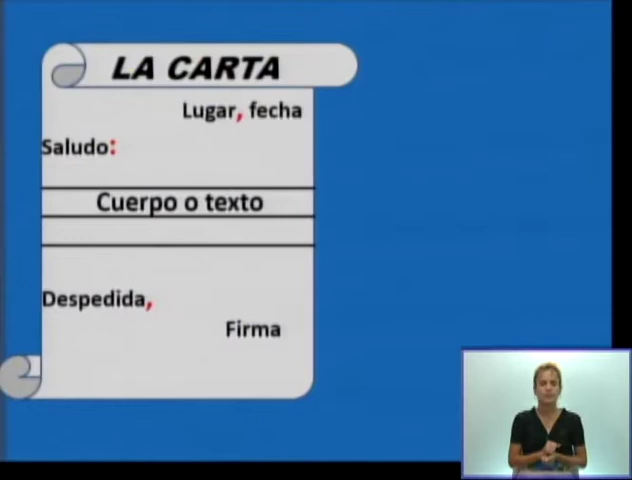 LA CARTA
Lugar, fecha
Saludo:
Cuerpo o texto
Despedida,
Firma